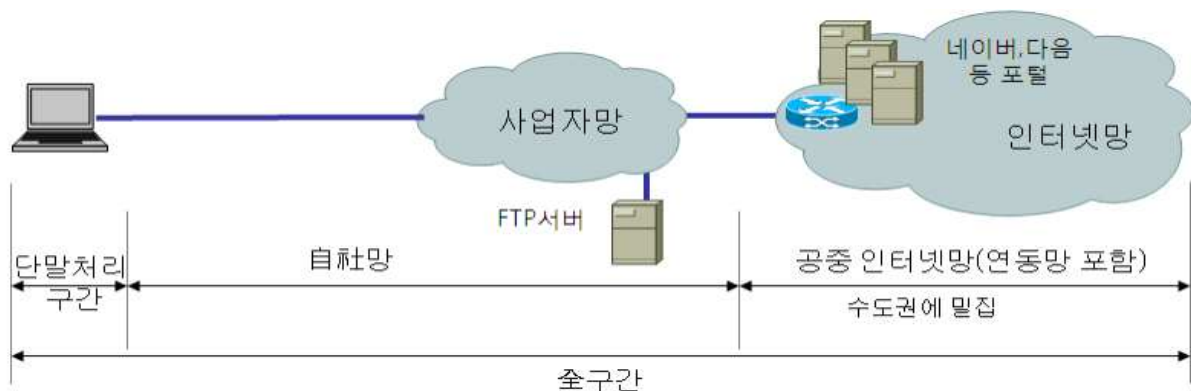 네이버,다음
등 포털
사업자망
인터넷망
FTP서버
단말처리
구간
自社망
공중 인터넷망(연동망 포함)
수도권에 밀집
全구간